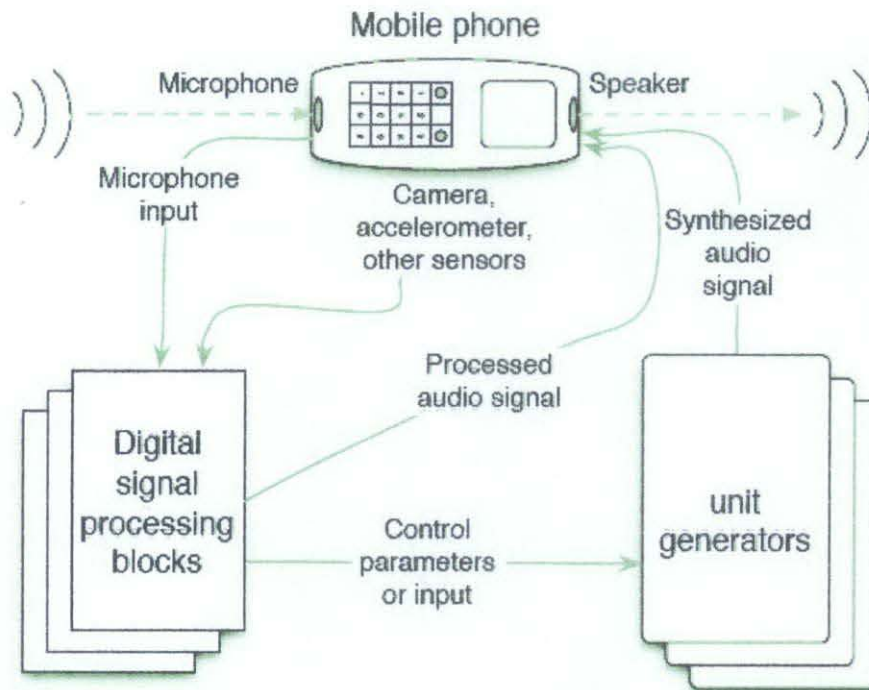 Mobile phone
Microphone
Speaker
Microphone
input
Camera,
accelerometer,
other sensors
Synthesized
audio
signal
Processed
audio signal
Digital
signal
processing
blocks
Control
parameters
or input
unit
generators